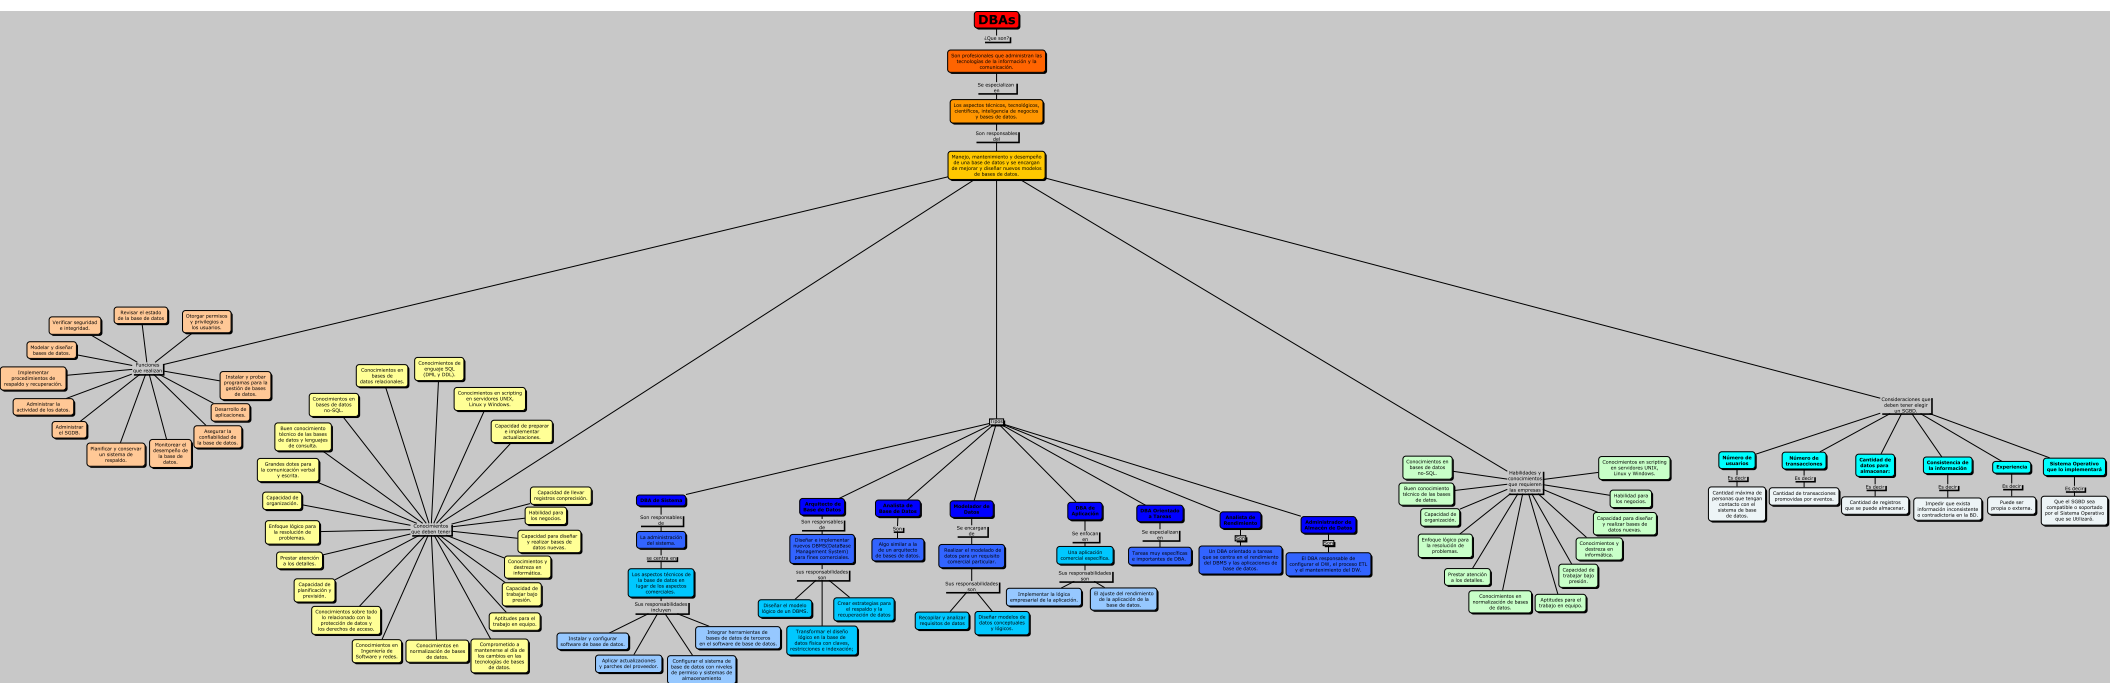 DBAs
¿Que son?
Son profesionales que administran las
tecnologías de la información y la
comunicación.
Se especializan
en
Los aspectos técnicos, tecnológicos,
científicos, inteligencia de negocios
y bases de datos.
Son responsables
del
Manejo, mantenimiento y desempeño
de una base de datos y se encargan
de mejorar y diseñar nuevos modelos
de bases de datos.
Funciones
que realizan
Revisar el estado
de la base de datos
Otorgar permisos
y privilegios a
los usuarios.
Verificar seguridad
e integridad.
Modelar y diseñar
bases de datos.
Implementar
procedimientos de
respaldo y recuperación.
Administrar la
actividad de los datos.
Administrar
el SGDB.
Planificar y conservar
un sistema de
respaldo.
Monitorear el
desempeño de
la base de
datos.
Asegurar la
confiabilidad de
la base de datos.
Desarrollo de
aplicaciones.
Instalar y probar
programas para la
gestión de bases
de datos.
Conocimientos
que deben tener
Conocimientos de
enguaje SQL
(DML y DDL).
Conocimientos en
bases de
datos relacionales.
Conocimientos en
bases de datos
no-SQL.
Buen conocimiento
técnico de las bases
de datos y lenguajes
de consulta.
Grandes dotes para
la comunicación verbal
y escrita.
Capacidad de
organización.
Enfoque lógico para
la resolución de
problemas.
Prestar atención
a los detalles.
Capacidad de
planificación y
previsión.
Conocimientos sobre todo
lo relacionado con la
protección de datos y
los derechos de acceso.
Conocimientos en
Ingeniería de
Software y redes.
Conocimientos en
normalización de bases
de datos.
Comprometido a
mantenerse al día de
los cambios en las
tecnologías de bases
de datos.
Aptitudes para el
trabajo en equipo.
Capacidad de
trabajar bajo
presión.
Conocimientos y
destreza en
informática.
Capacidad para diseñar
y realizar bases de
datos nuevas.
Habilidad para
los negocios.
Capacidad de llevar
registros conprecisión.
Capacidad de preparar
e implementar
actualizaciones.
Conocimientos en scripting
en servidores UNIX,
Linux y Windows.
Son responsables
de
La administración
del sistema.
se centra en
Los aspectos técnicos de
la base de datos en
lugar de los aspectos
comerciales.
Sus responsabilidades
incluyen
Instalar y configurar
software de base de datos.
Aplicar actualizaciones
y parches del proveedor.
Configurar el sistema de
base de datos con niveles
de permiso y sistemas de
almacenamiento
Integrar herramientas de
bases de datos de terceros
en el software de base de datos.
Son responsables
de
Diseñar e implementar
nuevos DBMS(DataBase
Management System)
para fines comerciales.
sus responsabilidades
son
Diseñar el modelo
lógica de un DBMS.
Transformar el diseño
lógico en la base de
datos física con claves,
restricciones e indexación;
Crear estrategias para
el respaldo y la
recuperación de datos
Son
Algo similar a la
de un arquitecto
de bases de datos.
Se encargan
de
Realizar el modelado de
datos para un requisito
comercial particular.
Sus responsabilidades
son
Recopilar y analizar
requisitos de datos
Diseñar modelos de
datos conceptuales
y lógicos.
Se enfocan
en
Una aplicación
comercial específica.
Sus responsabilidades
son
Implementar la lógica
empresarial de la aplicación.
El ajuste del rendimiento
de la aplicación de la
base de datos.
Se especializan
en
Tareas muy específicas
e importantes de DBA.
Un DBA orientado a tareas
que se centra en el rendimiento
del DBMS y las aplicaciones de
base de datos.
El DBA responsable de
configurar el DW, el proceso ETL
y el mantenimiento del DW.
Habilidades y
conocimientos
que requieren
las empresas
Conocimientos en
bases de datos
no-SQL.
Buen conocimiento
técnico de las bases
de datos.
Capacidad de
organización.
Enfoque lógico para
la resolución de
problemas.
Prestar atención
a los detalles.
Conocimientos en
normalización de bases
de datos.
Aptitudes para el
trabajo en equipo.
Capacidad de
trabajar bajo
presión.
Conocimientos y
destreza en
informática.
Capacidad para diseñar
y realizar bases de
datos nuevas.
Habilidad para
los negocios.
Conocimientos en scripting
en servidores UNIX,
Linux y Windows.
Consideraciones que
deben tener elegir
un SGBD.
Número de
usuarios
Es decir
Cantidad máxima de
personas que tengan
contacto con el
sistema de base
de datos.
Número de
transacciones
Es decir
Cantidad de transacciones
promovidas por eventos.
Cantidad de
datos para
almacenar.
Es decir
Cantidad de registros
que se puede almacenar.
Consistencia de
la información
Es decir
Impedir que exista
información inconsistente
o contradictoria en la BD.
Experiencia
Es decir
Puede ser
propia o externa.
Sistema Operativo
que lo implementará
Es decir
Que el SGBD sea
compatible o soportado
por el Sistema Operativo
que se Utilizará.